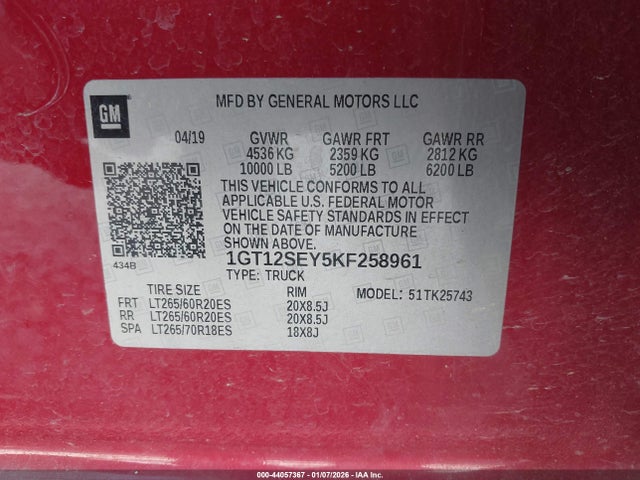 GM
MFD BY GENERAL MOTORS LLC
04/19 GVWR GAWR FRT GAWR RR
4536 KG 2359 KG 2812 KG
10000 LB 5200 LB 6200 LB
THIS VEHICLE CONFORMS TO ALL
APPLICABLE U.S. FEDERAL MOTOR
VEHICLE SAFETY STANDARDS IN EFFECT
ON THE DATE OF MANUFACTURE
SHOWN ABOVE.
434B
1GT12SEY5KF258961
TYPE: TRUCK
TIRE SIZE RIM MODEL: 51TK25743
FRT LT265/60R20ES 20X8.5J
RR LT265/60R20ES 20X8.5J
SPA LT265/70R18ES 18X8J
000-44057367 - 01/07/2026 - IAAI.COM